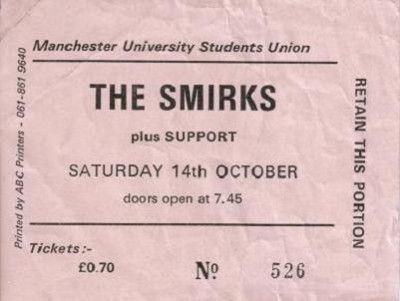 Manchester University Students Union
THE SMIRKS
plus SUPPORT
SATURDAY 14th OCTOBER
doors open at 7.45
Tickets:-
£0.70 No. 526
Printed by ABC Printers - 061-861 9640
RETAIN THIS PORTION